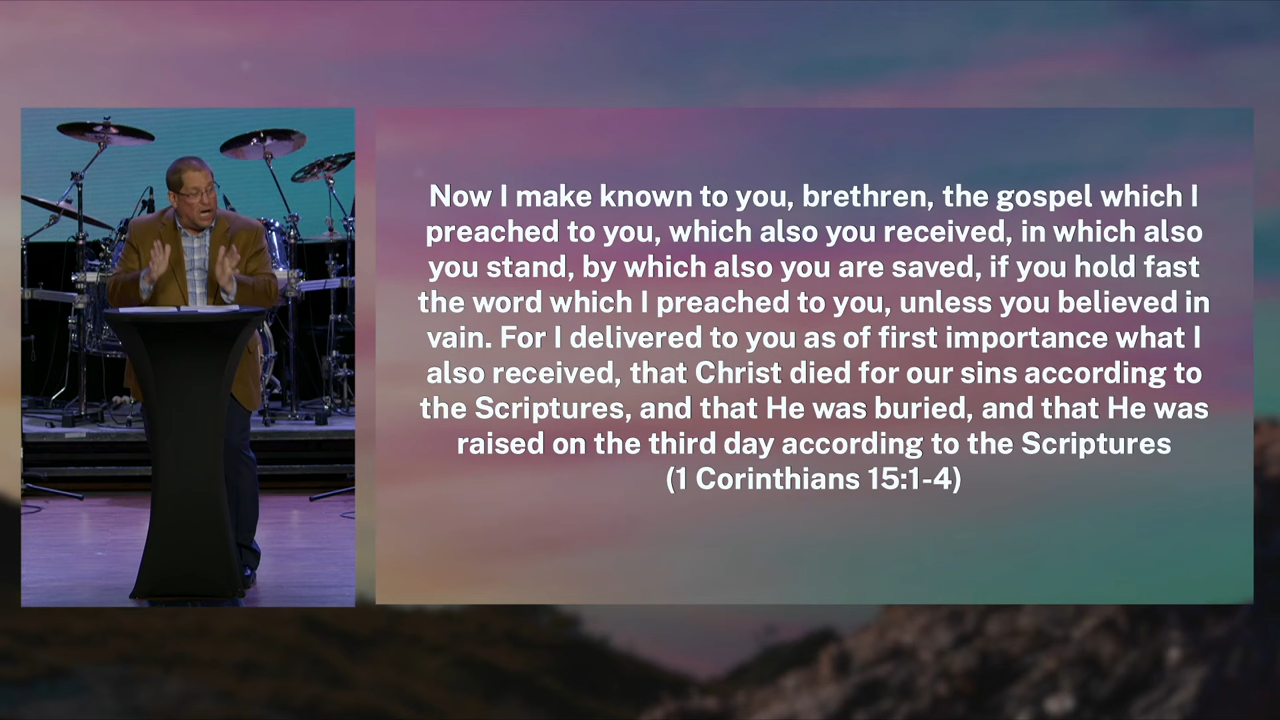 Now I make known to you, brethren, the gospel which I
preached to you, which also you received, in which also
you stand, by which also you are saved, if you hold fast
the word which I preached to you, unless you believed in
vain. For I delivered to you as of first importance what I
also received, that Christ died for our sins according to
the Scriptures, and that He was buried, and that He was
raised on the third day according to the Scriptures
(1 Corinthians 15:1-4)